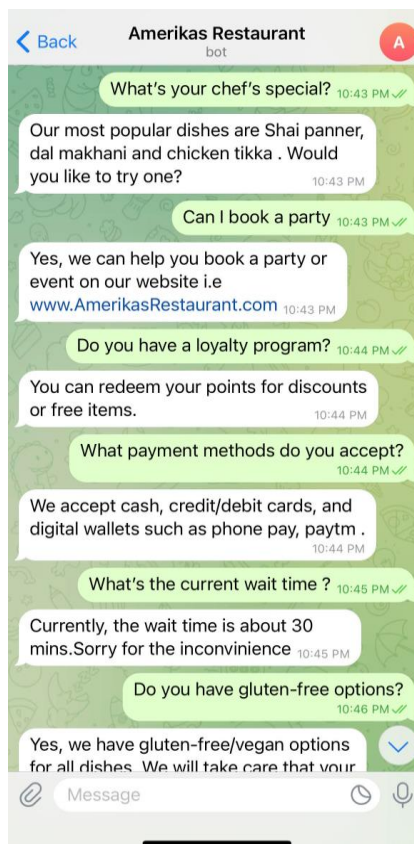 Back
Amerikas Restaurant
bot
A
What's your chef's special? 10:43 PM
Our most popular dishes are Shai panner,
dal makhani and chicken tikka . Would
you like to try one?
10:43 PM
Can I book a party 10:43 PM
Yes, we can help you book a party or
event on our website i.e
www.AmerikasRestaurant.com 10:43 PM
Do you have a loyalty program? 10:44 PM
You can redeem your points for discounts
or free items.
10:44 PM
What payment methods do you accept?
10:44 PM
We accept cash, credit/debit cards, and
digital wallets such as phone pay, paytm .
10:44 PM
What's the current wait time ? 10:45 PM
Currently, the wait time is about 30
mins.Sorry for the inconvinience 10:45 PM
Do you have gluten-free options?
10:46 PM
Yes, we have gluten-free/vegan options
for all dishes. We will take care that your
Message